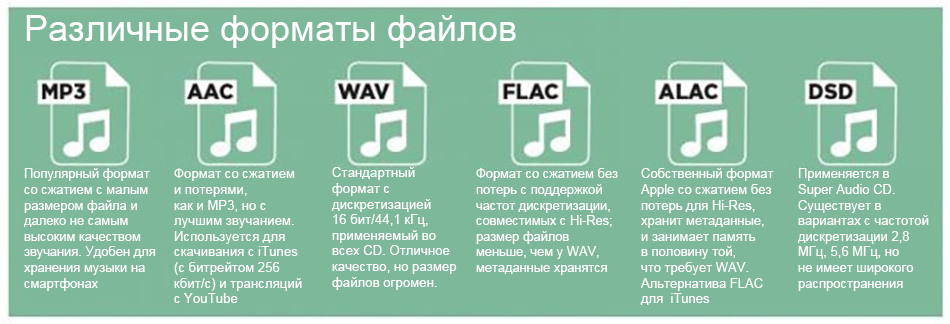 Различные форматы файлов
MP3
Популярный формат
со сжатием с малым
размером файла и
далеко не самым
высоким качеством
звучания. Удобен для
хранения музыки на
смартфонах
AAC
Формат со сжатием
и потерями,
как и MP3, но с
лучшим звучанием.
Используется для
скачивания с iTunes
(с битрейтом 256
кбит/с) и трансляций
с YouTube
WAV
Стандартный
формат с
дискретизацией
16 бит/44,1 кГц,
применяемый во
всех CD. Отличное
качество, но размер
файлов огромен.
FLAC
Формат со сжатием без
потерь с поддержкой
частот дискретизации,
совместимых с Hi-Res;
размер файлов
меньше, чем у WAV,
метаданные хранятся
ALAC
Собственный формат
Apple со сжатием без
потерь для Hi-Res,
хранит метаданные,
и занимает память
в половину той,
что требует WAV.
Альтернатива FLAC
для iTunes
DSD
Применяется в
Super Audio CD.
Существует в
вариантах с частотой
дискретизации 2,8
МГц, 5,6 МГц, но
не имеет широкого
распространения